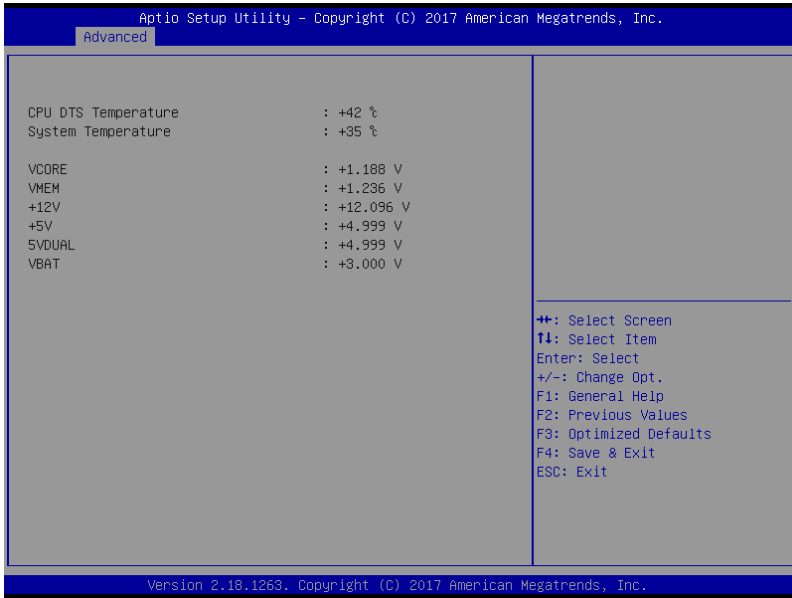 Aptio Setup Utility – Copyright (C) 2017 American Megatrends, Inc.
Advanced
CPU DTS Temperature : +42 ℃
System Temperature : +35 ℃
VCORE : +1.188 V
VMEM : +1.236 V
+12V : +12.096 V
+5V : +4.999 V
5VDUAL : +4.999 V
VBAT : +3.000 V
→←: Select Screen
↑↓: Select Item
Enter: Select
+/-: Change Opt.
F1: General Help
F2: Previous Values
F3: Optimized Defaults
F4: Save & Exit
ESC: Exit
Version 2.18.1263. Copyright (C) 2017 American Megatrends, Inc.